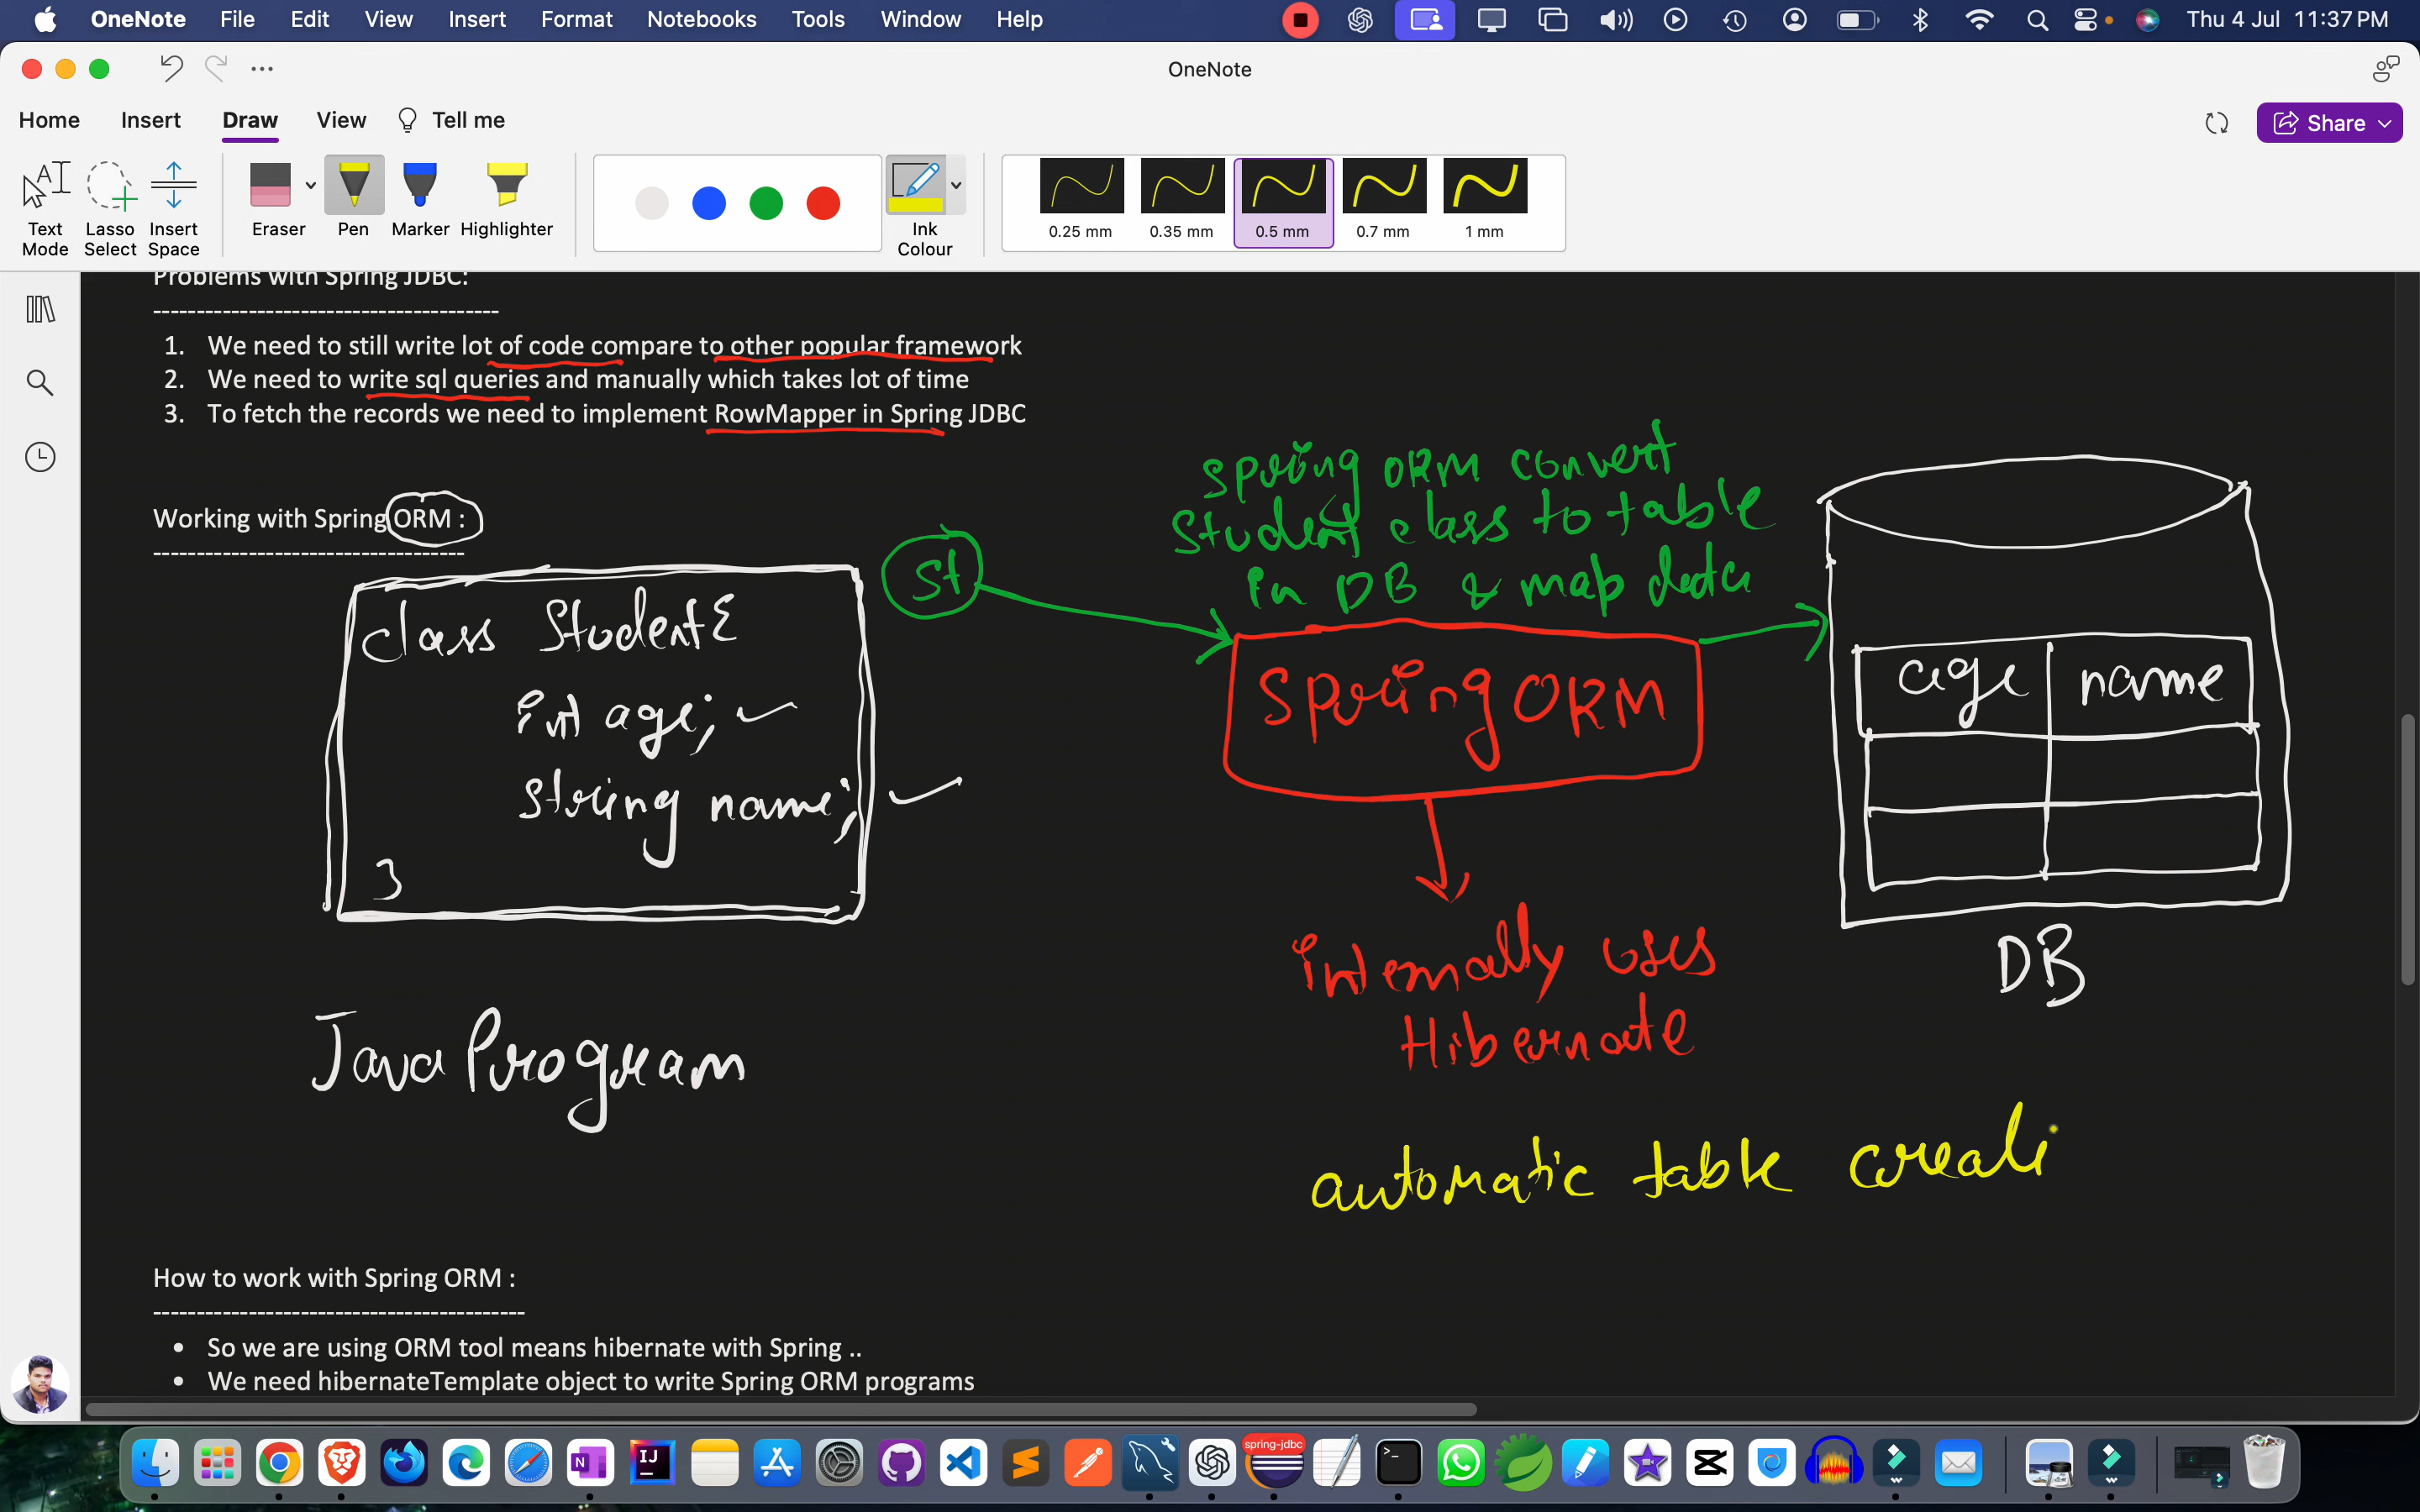 OneNote File Edit View Insert Format Notebooks Tools Window Help Thu 4 Jul 11:37 PM
OneNote
Home Insert Draw View Tell me Share
Text Mode Lasso Select Insert Space Eraser Pen Marker Highlighter Ink Colour 0.25 mm 0.35 mm 0.5 mm 0.7 mm 1 mm
Problems with Spring JDBC:
---------------------------------------
1. We need to still write lot of code compare to other popular framework
2. We need to write sql queries and manually which takes lot of time
3. To fetch the records we need to implement RowMapper in Spring JDBC
Working with Spring ORM :
-----------------------------------
class Student{
int age;
String name;
}
Java Program
St
Spring ORM convert
Student class to table
in DB & map data
Spring ORM
internally uses
Hibernate
age name
DB
automatic table creati
How to work with Spring ORM :
------------------------------------------
• So we are using ORM tool means hibernate with Spring ..
• We need hibernateTemplate object to write Spring ORM programs
spring-jdbc